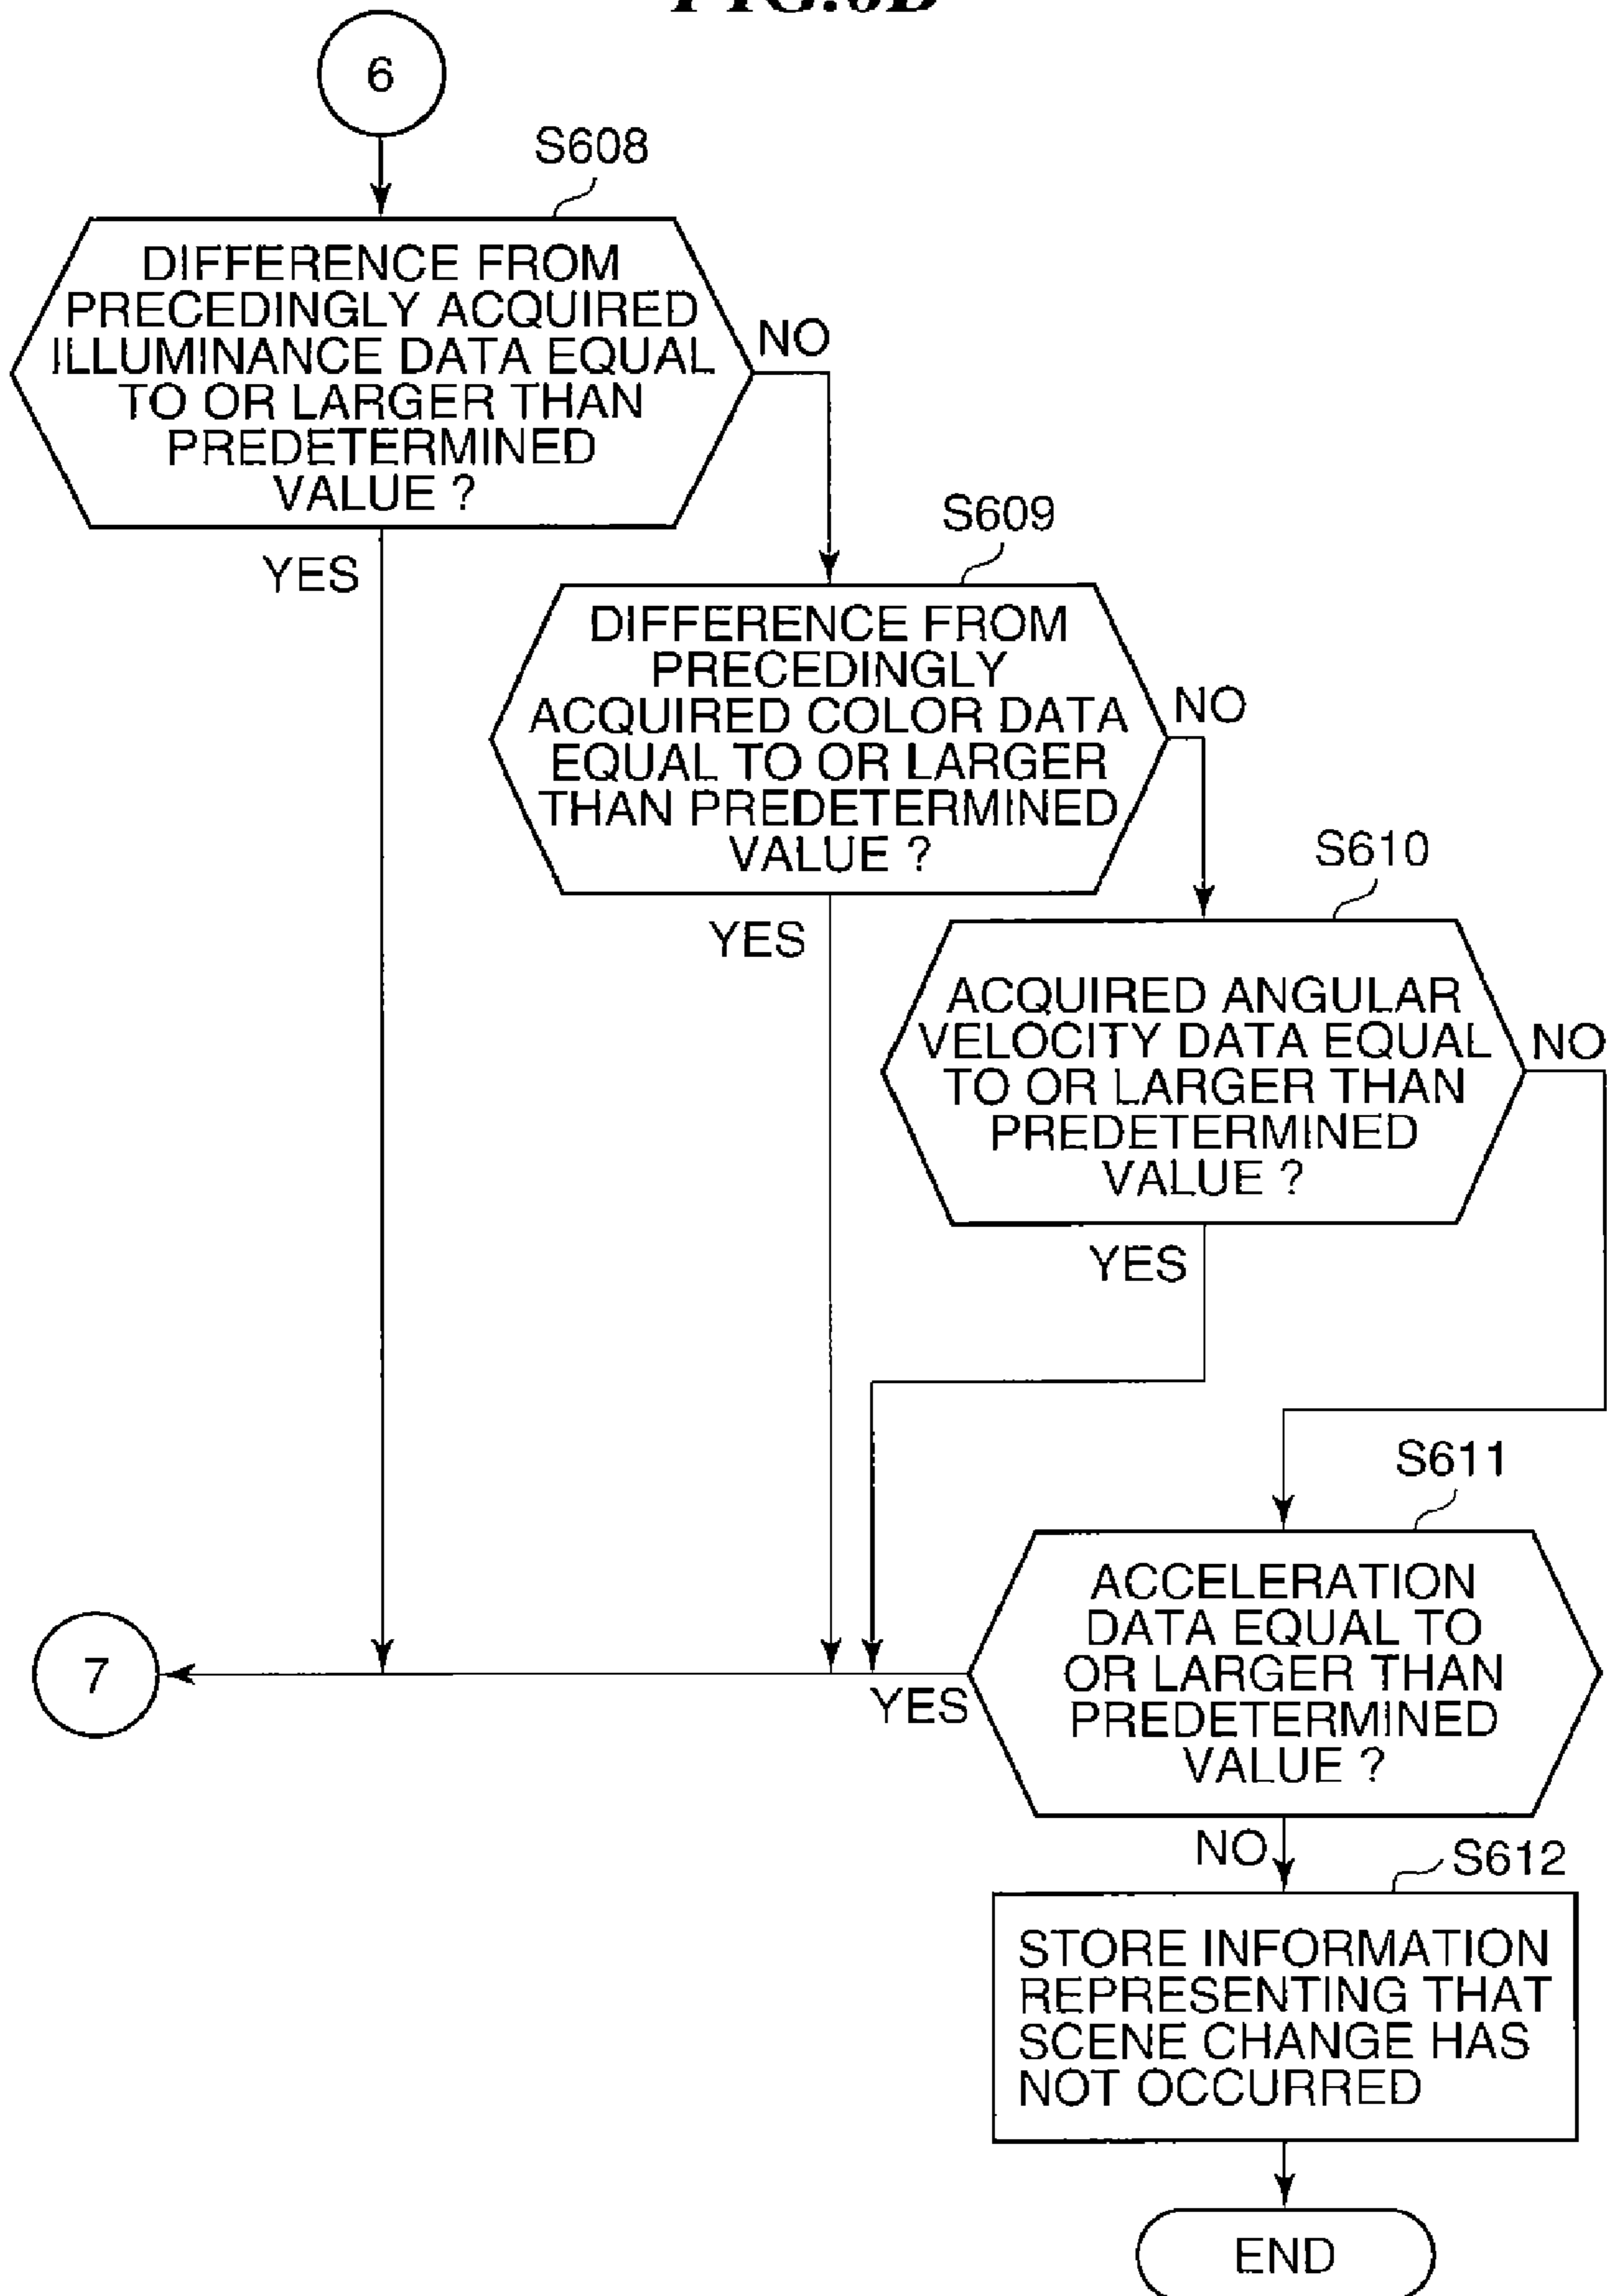 6
S608
DIFFERENCE FROM
PRECEDINGLY ACQUIRED
ILLUMINANCE DATA EQUAL
TO OR LARGER THAN
PREDETERMINED
VALUE ?
NO
YES
S609
DIFFERENCE FROM
PRECEDINGLY
ACQUIRED COLOR DATA
EQUAL TO OR LARGER
THAN PREDETERMINED
VALUE ?
NO
YES
S610
ACQUIRED ANGULAR
VELOCITY DATA EQUAL
TO OR LARGER THAN
PREDETERMINED
VALUE ?
NO
YES
S611
ACCELERATION
DATA EQUAL TO
OR LARGER THAN
PREDETERMINED
VALUE ?
YES
7
NO
S612
STORE INFORMATION
REPRESENTING THAT
SCENE CHANGE HAS
NOT OCCURRED
END